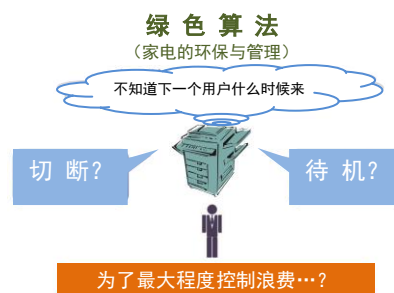 绿 色 算 法
（家电的环保与管理）
不知道下一个用户什么时候来
切 断？
待 机？
为了最大程度控制浪费…？